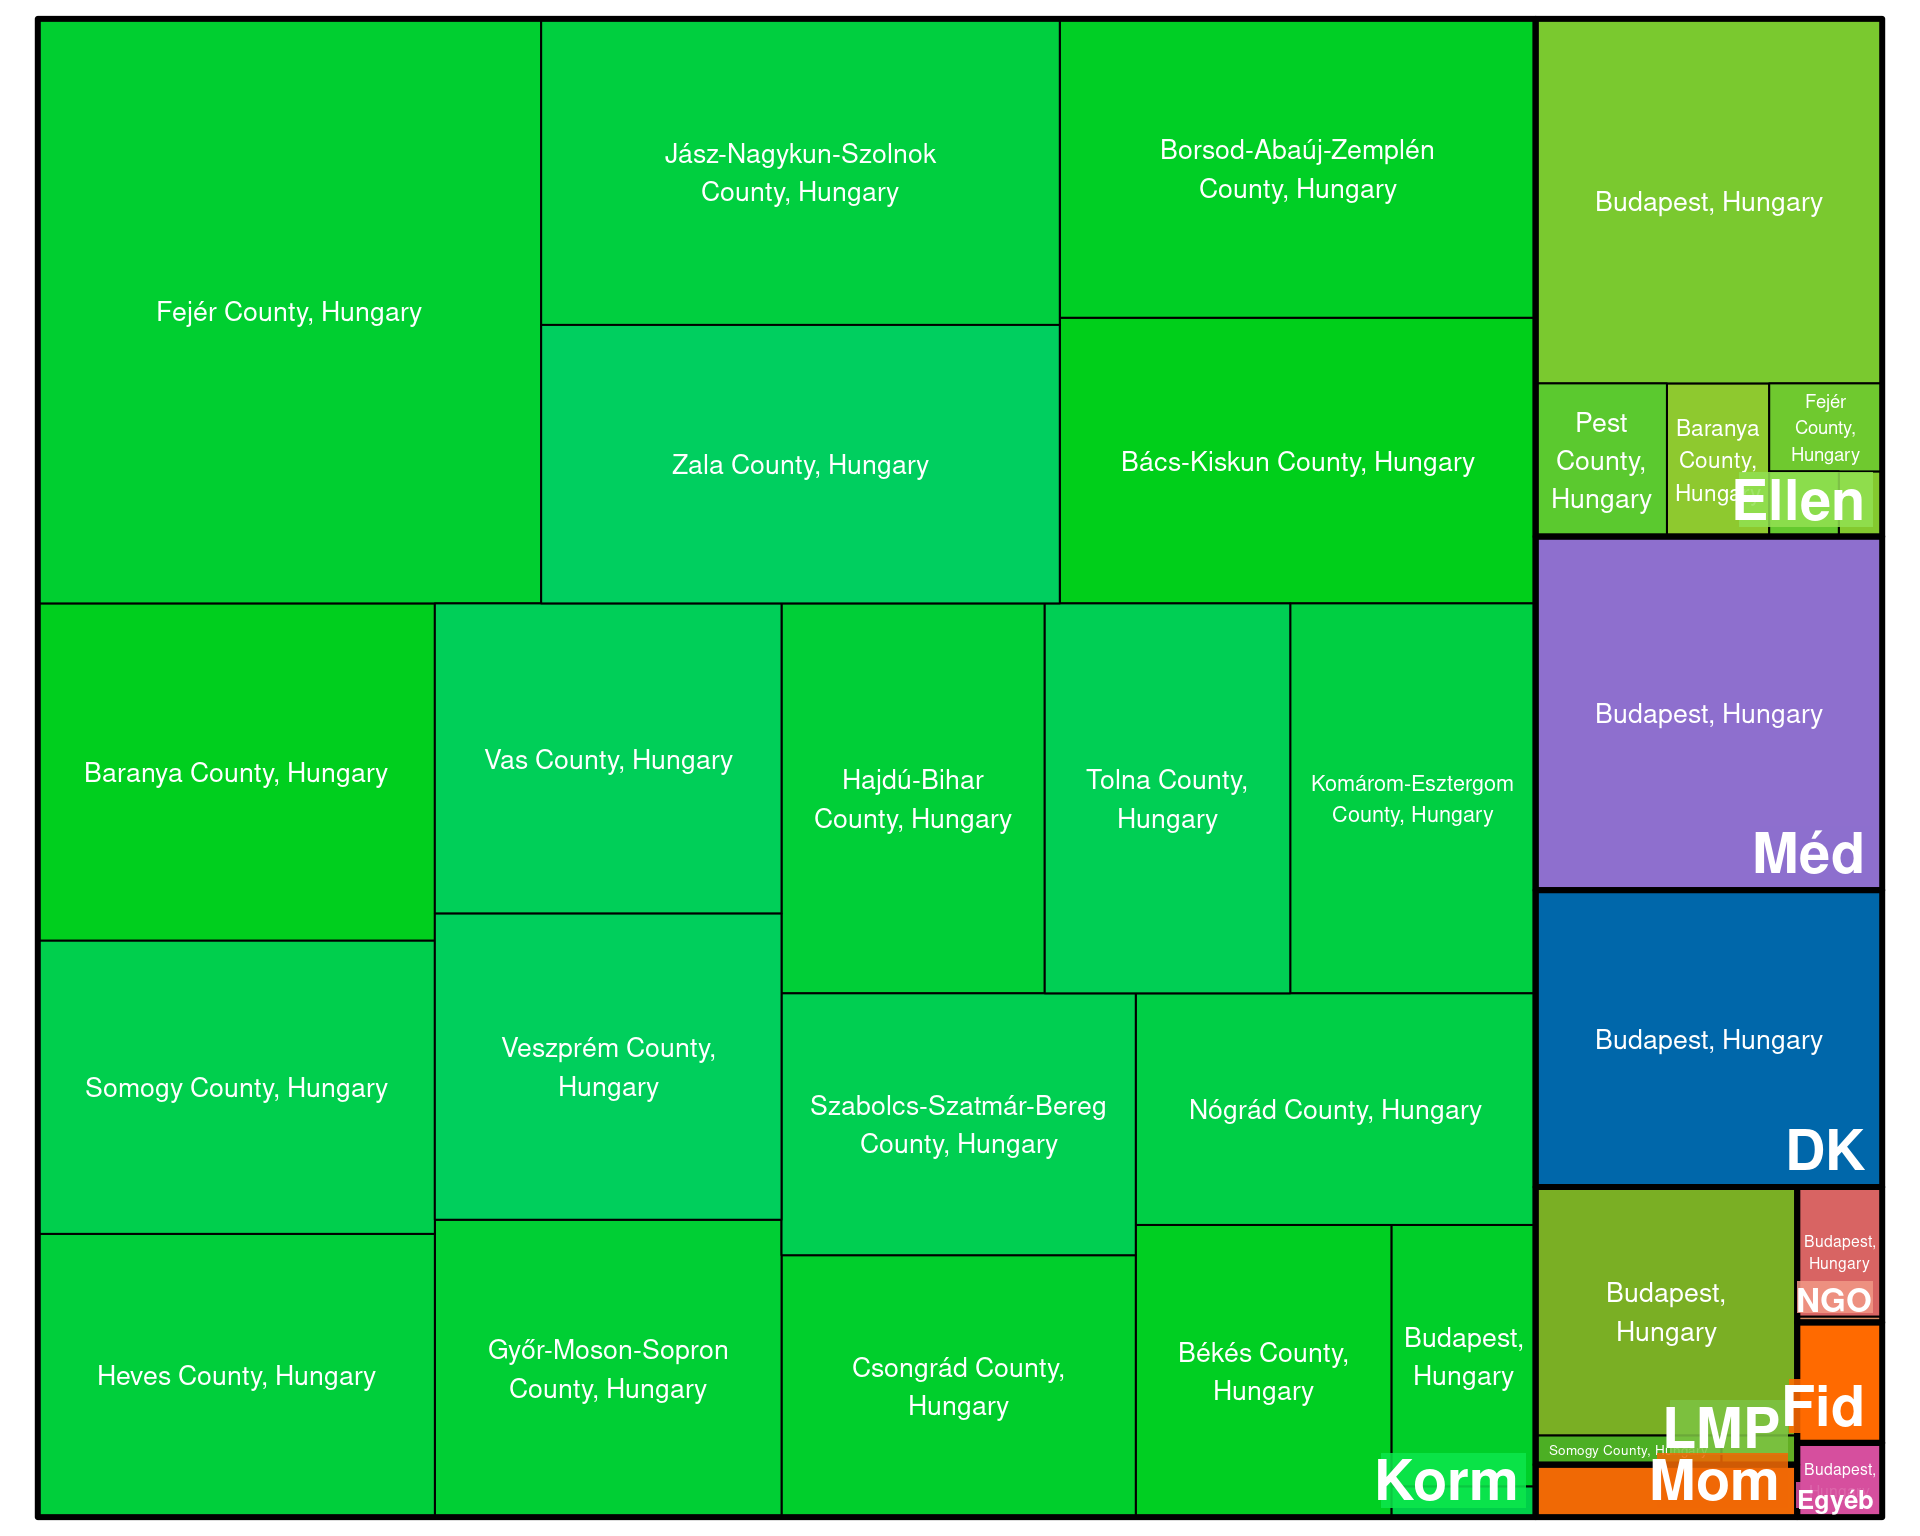 Fejér County, Hungary
Jász-Nagykun-Szolnok
County, Hungary
Zala County, Hungary
Borsod-Abaúj-Zemplén
County, Hungary
Bács-Kiskun County, Hungary
Baranya County, Hungary
Somogy County, Hungary
Heves County, Hungary
Vas County, Hungary
Veszprém County,
Hungary
Győr-Moson-Sopron
County, Hungary
Hajdú-Bihar
County, Hungary
Tolna County,
Hungary
Komárom-Esztergom
County, Hungary
Szabolcs-Szatmár-Bereg
County, Hungary
Csongrád County,
Hungary
Nógrád County, Hungary
Békés County,
Hungary
Budapest,
Hungary
Korm
Budapest, Hungary
Pest
County,
Hungary
Baranya
County,
Hungary
Fejér
County,
Hungary
Ellen
Budapest, Hungary
Méd
Budapest, Hungary
DK
Budapest,
Hungary
Somogy County, Hungary
LMP
Mom
Budapest,
Hungary
NGO
Fid
Budapest,
Egyéb